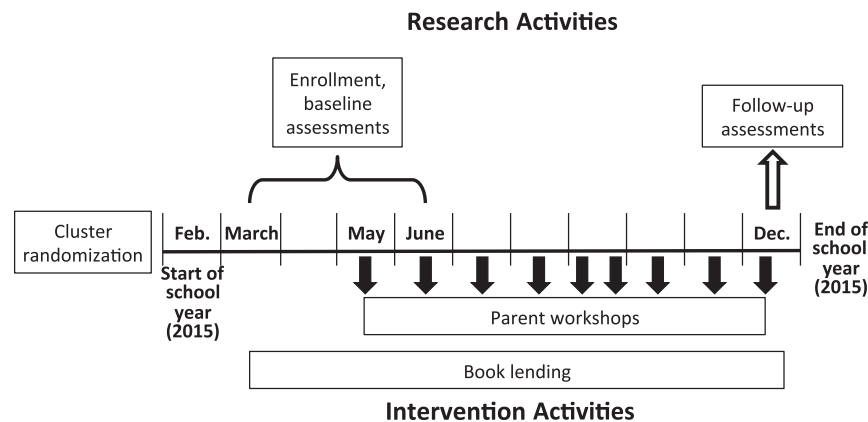 Research Activities
Enrollment,
baseline
assessments
Follow-up
assessments
Cluster
randomization
Feb.
March
May
June
Dec.
Start of
school
year
(2015)
End of
school
year
(2015)
Parent workshops
Book lending
Intervention Activities